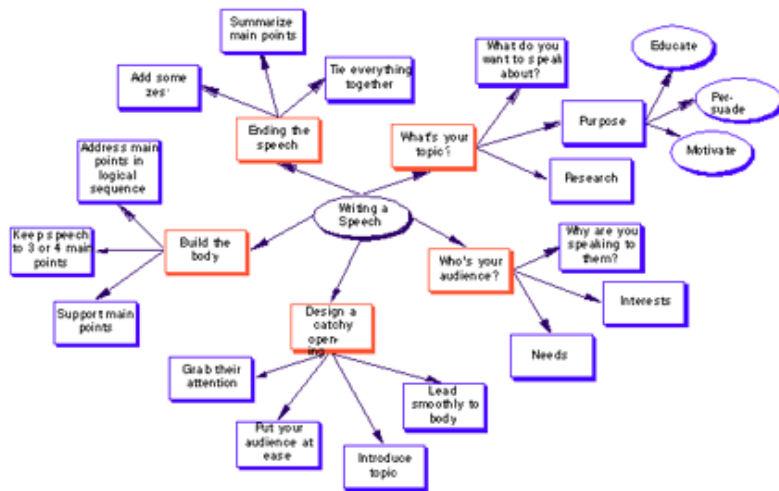 Summarize
main points
What do you
want to speak
about?
Educate
Add some
zes
Tie everything
together
Per-
suade
Ending the
speech
What's your
topic?
Purpose
Motivate
Address main
points in
logical
sequence
Research
Writing a
Speech
Keep speech
to 3 or 4 main
points
Build the
body
Who's your
audience?
Why are you
speaking to
them?
Interests
Support main
points
Design a
catchy
open-
ing
Needs
Grab their
attention
Lead
smoothly to
body
Put your
audience at
ease
Introduce
topic